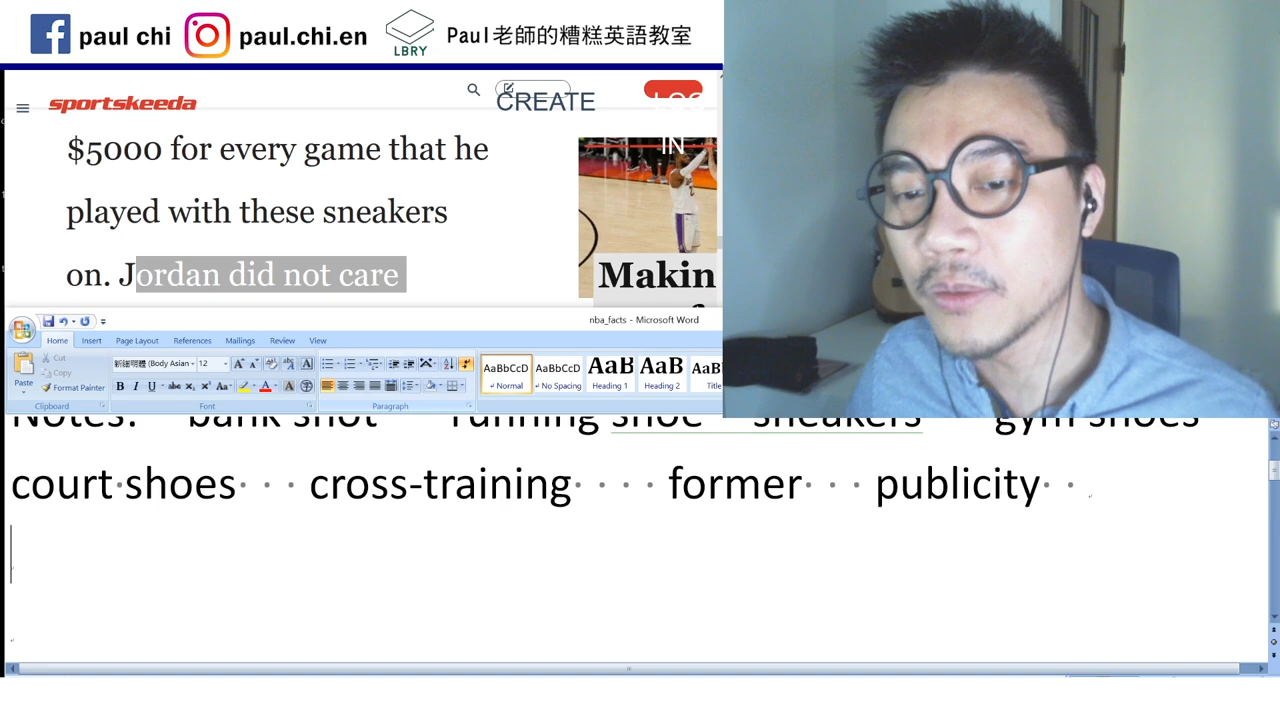 paul chi
paul.chi.en
LBRY
Paul老師的糟糕英語教室
sportskeeda
CREATE
LOG
IN
$5000 for every game that he
played with these sneakers
on. Jordan did not care
Makin
nba_facts - Microsoft Word
Home Insert Page Layout References Mailings Review View
Cut
Copy
Paste
Format Painter
(Body Asian 12
AaBbCcD AaBbCcD AaB AaB AaB
Normal No Spacing Heading 1 Heading 2 Title
Clipboard Font Paragraph
Notes: bank shot running shoe sneakers gym shoes
court shoes cross-training former publicity